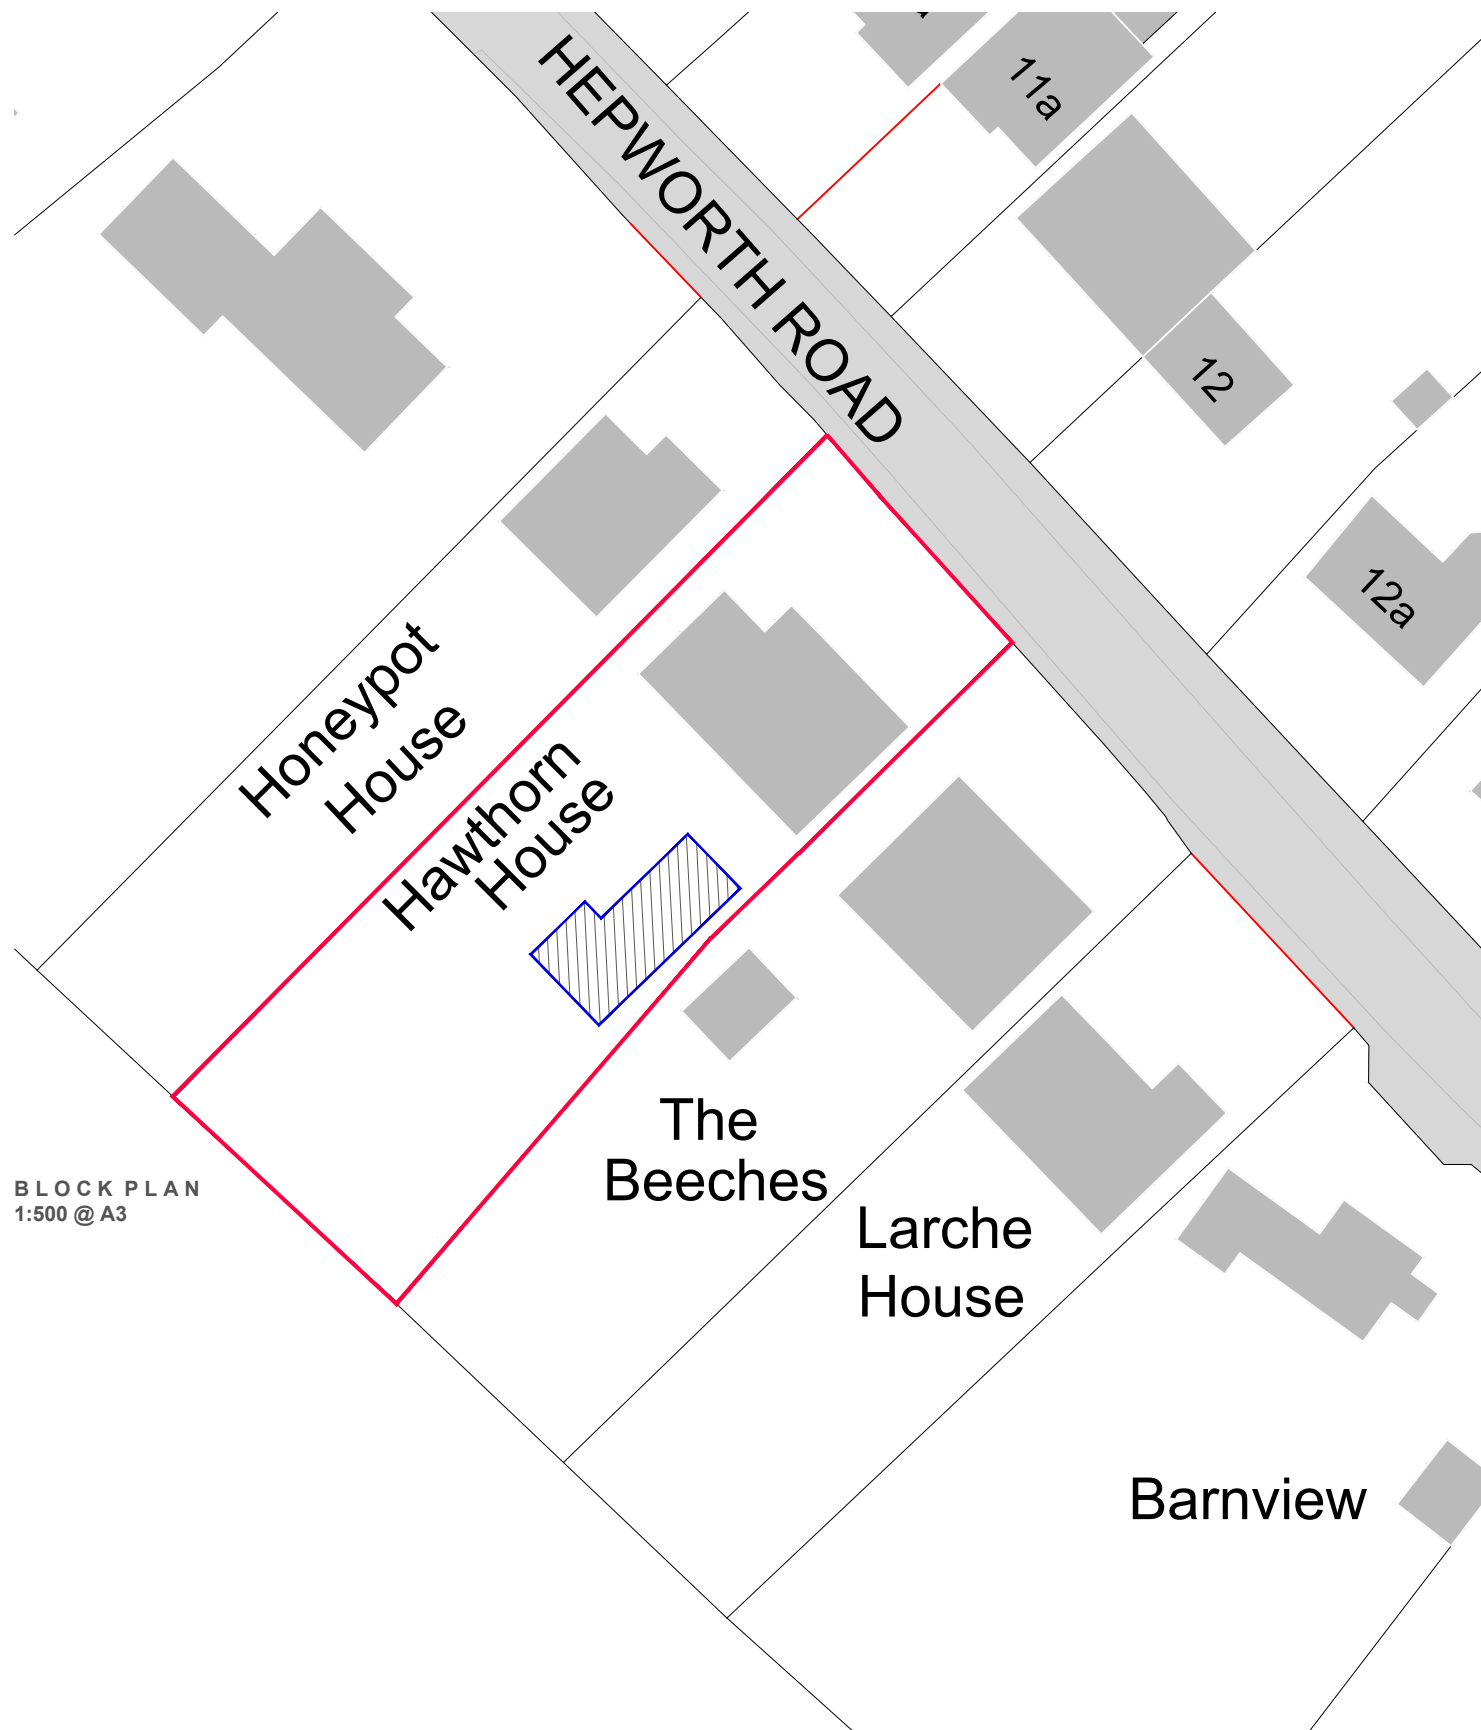 HEPWORTH ROAD
11a
12
12a
Honeypot
House
Hawthorn
House
The
Beeches
BLOCK PLAN
1:500 @ A3
Larche
House
Barnview